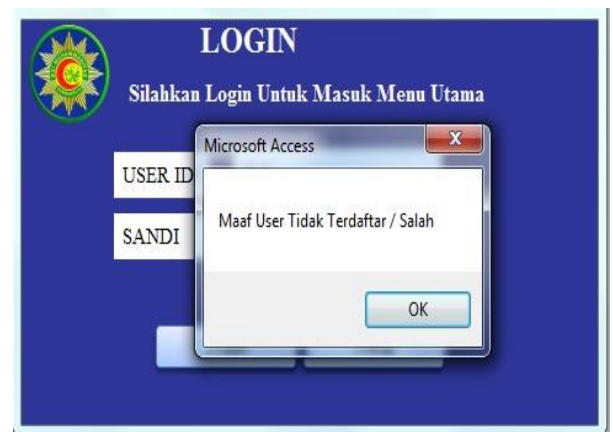 LOGIN
Silahkan Login Untuk Masuk Menu Utama
Microsoft Access
USER ID
Maaf User Tidak Terdaftar / Salah
SANDI
OK